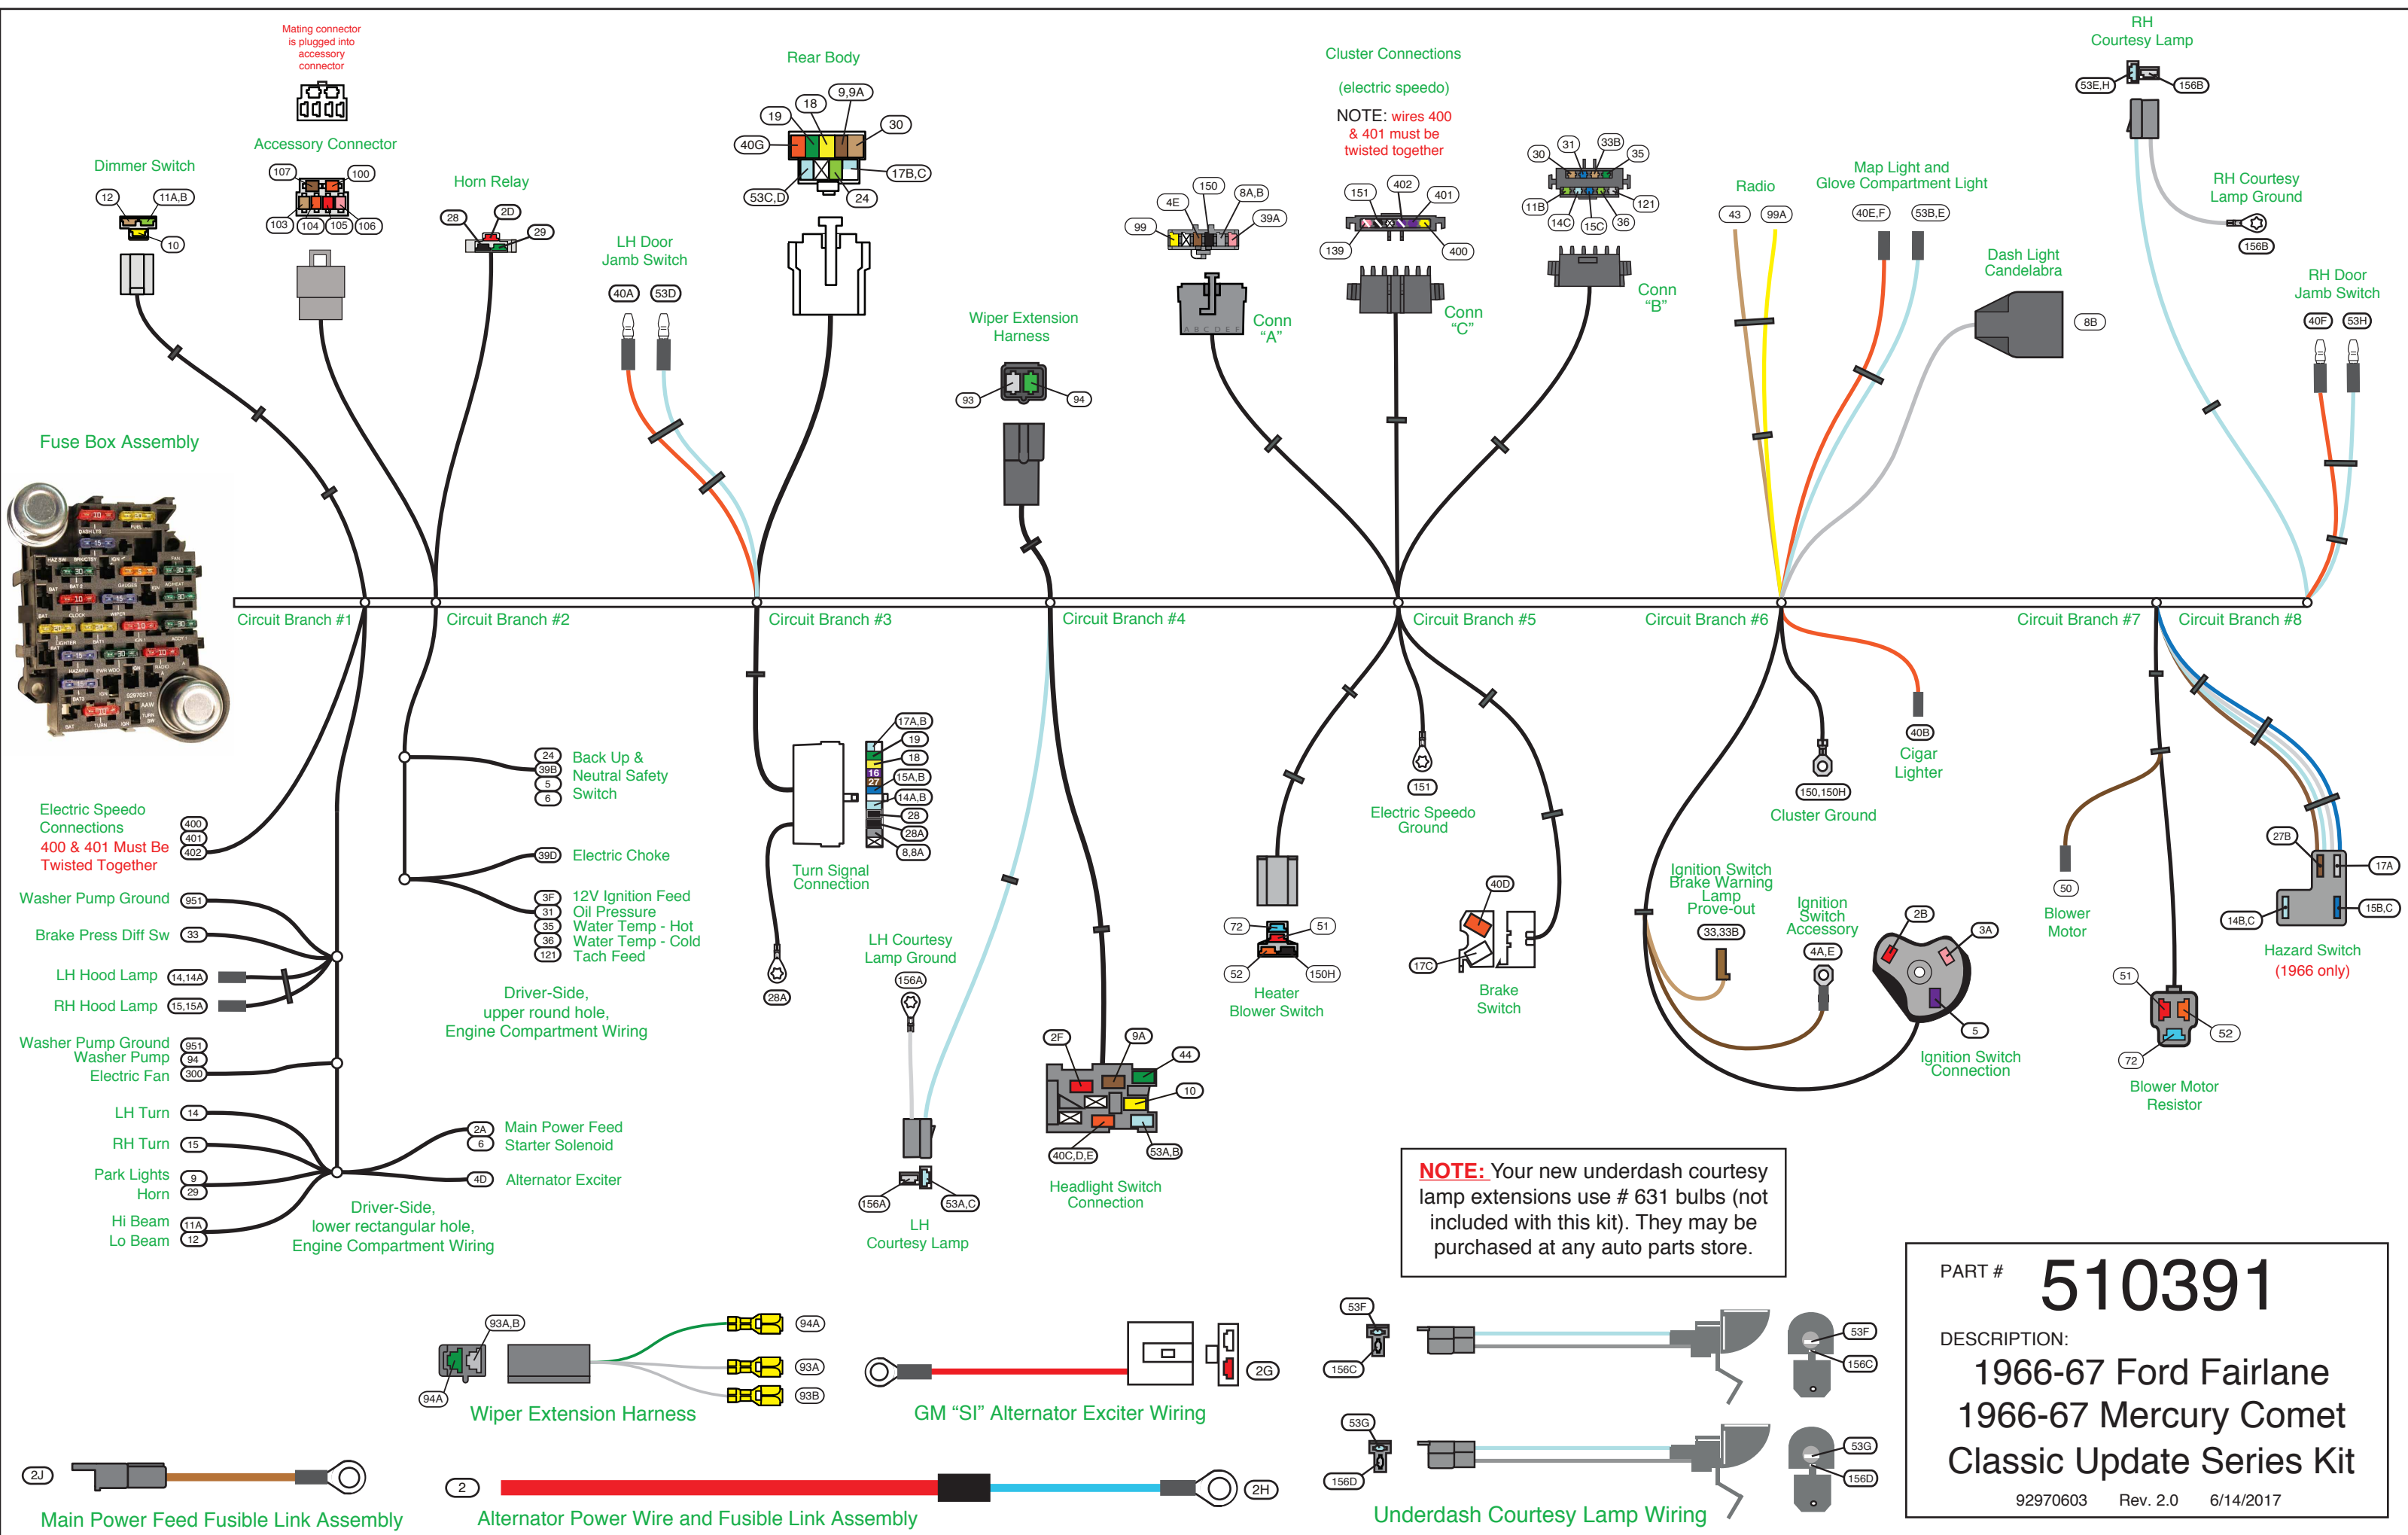 Mating connector
is plugged into
accessory
connector
Accessory Connector
107
100
103
104
105
106
Dimmer Switch
12
11A,B
10
Horn Relay
28
2D
29
Rear Body
19
18
9,9A
30
40G
53C,D
24
17B,C
LH Door
Jamb Switch
40A
53D
Wiper Extension
Harness
93
94
Cluster Connections
(electric speedo)
NOTE: wires 400
& 401 must be
twisted together
99
4E
150
8A,B
39A
A B C D E F
Conn
“A”
151
402
401
139
400
Conn
“C”
30
31
33B
35
11B
14C
15C
36
121
Conn
“B”
Radio
43
99A
Map Light and
Glove Compartment Light
40E,F
53B,E
Dash Light
Candelabra
8B
RH
Courtesy Lamp
53E,H
156B
RH Courtesy
Lamp Ground
156B
RH Door
Jamb Switch
40F
53H
Fuse Box Assembly
Circuit Branch #1
Circuit Branch #2
Circuit Branch #3
Circuit Branch #4
Circuit Branch #5
Circuit Branch #6
Circuit Branch #7
Circuit Branch #8
Electric Speedo
Connections
400 & 401 Must Be
Twisted Together
400
401
402
Washer Pump Ground
951
Brake Press Diff Sw
33
LH Hood Lamp
14,14A
RH Hood Lamp
15,15A
Washer Pump Ground
951
Washer Pump
94
Electric Fan
300
LH Turn
14
RH Turn
15
Park Lights
9
Horn
29
Hi Beam
11A
Lo Beam
12
2A
Main Power Feed
6
Starter Solenoid
4D
Alternator Exciter
Driver-Side,
lower rectangular hole,
Engine Compartment Wiring
24
39B
5
6
Back Up &
Neutral Safety
Switch
39D
Electric Choke
3F
12V Ignition Feed
31
Oil Pressure
35
Water Temp - Hot
36
Water Temp - Cold
121
Tach Feed
Driver-Side,
upper round hole,
Engine Compartment Wiring
17A,B
19
18
16
27
15A,B
14A,B
28
28A
8,8A
Turn Signal
Connection
28A
LH Courtesy
Lamp Ground
156A
156A
53A,C
LH
Courtesy Lamp
2F
9A
44
10
40C,D,E
53A,B
Headlight Switch
Connection
72
51
52
150H
Heater
Blower Switch
151
Electric Speedo
Ground
40D
17C
Brake
Switch
150,150H
Cluster Ground
40B
Cigar
Lighter
Ignition Switch
Brake Warning
Lamp
Prove-out
33,33B
Ignition
Switch
Accessory
4A,E
2B
3A
5
Ignition Switch
Connection
50
Blower
Motor
51
52
72
Blower Motor
Resistor
27B
17A
14B,C
15B,C
Hazard Switch
(1966 only)
NOTE: Your new underdash courtesy
lamp extensions use # 631 bulbs (not
included with this kit). They may be
purchased at any auto parts store.
93A,B
94A
94A
93A
93B
Wiper Extension Harness
2G
GM “SI” Alternator Exciter Wiring
2J
Main Power Feed Fusible Link Assembly
2
2H
Alternator Power Wire and Fusible Link Assembly
53F
156C
53F
156C
53G
156D
53G
156D
Underdash Courtesy Lamp Wiring
PART # 510391
DESCRIPTION:
1966-67 Ford Fairlane
1966-67 Mercury Comet
Classic Update Series Kit
92970603 Rev. 2.0 6/14/2017